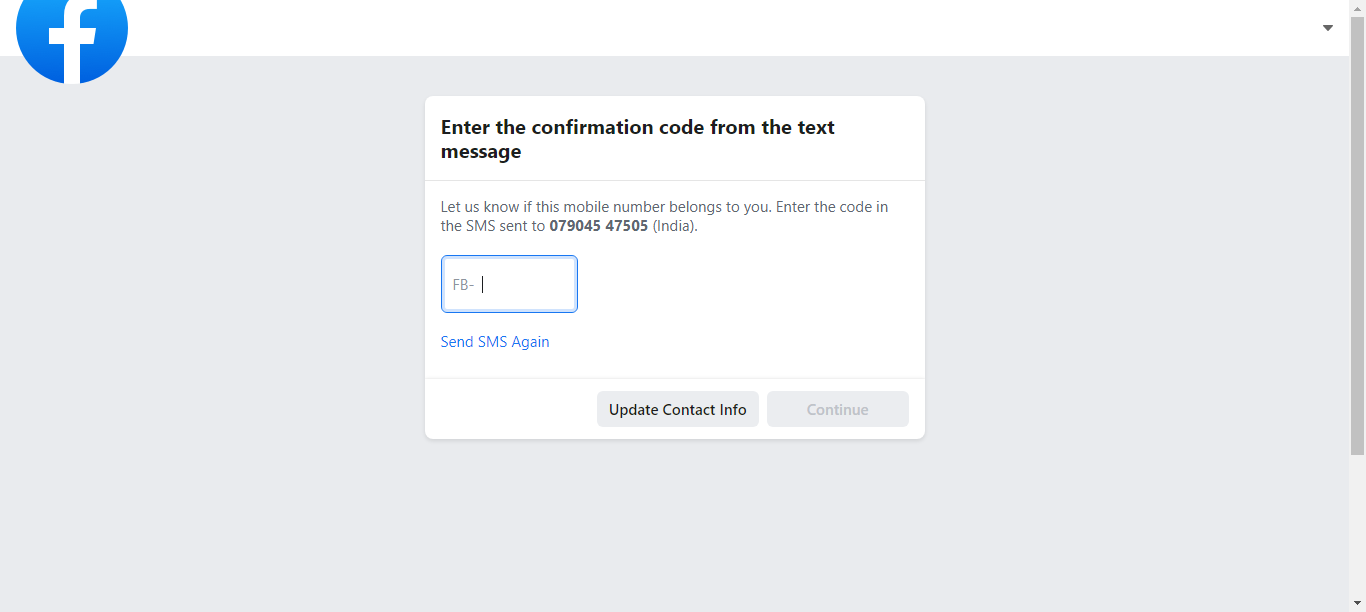 Enter the confirmation code from the text
message
Let us know if this mobile number belongs to you. Enter the code in
the SMS sent to 079045 47505 (India).
FB-
Send SMS Again
Update Contact Info
Continue